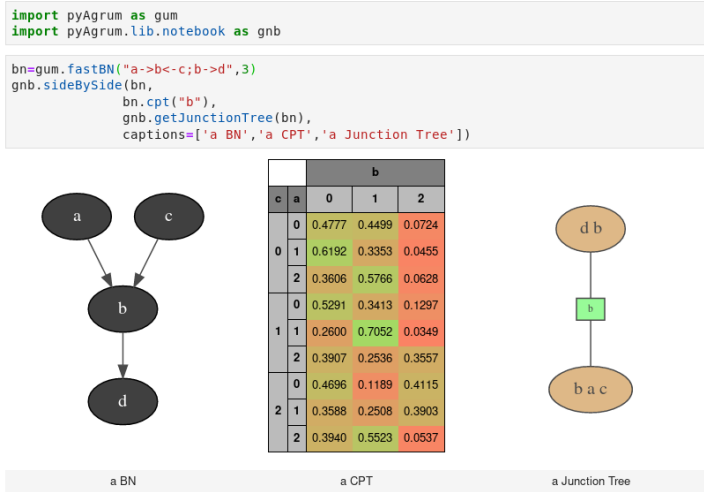 import pyAgrum as gum
import pyAgrum.lib.notebook as gnb
bn=gum.fastBN("a->b<-c;b->d",3)
gnb.sideBySide(bn,
bn.cpt("b"),
gnb.getJunctionTree(bn),
captions=['a BN','a CPT','a Junction Tree'])
a c
b
d
b
c a 0 1 2
0 0 0.4777 0.4499 0.0724
1 0.6192 0.3353 0.0455
2 0.3606 0.5766 0.0628
1 0 0.5291 0.3413 0.1297
1 0.2600 0.7052 0.0349
2 0.3907 0.2536 0.3557
2 0 0.4696 0.1189 0.4115
1 0.3588 0.2508 0.3903
2 0.3940 0.5523 0.0537
d b
b
b a c
a BN a CPT a Junction Tree